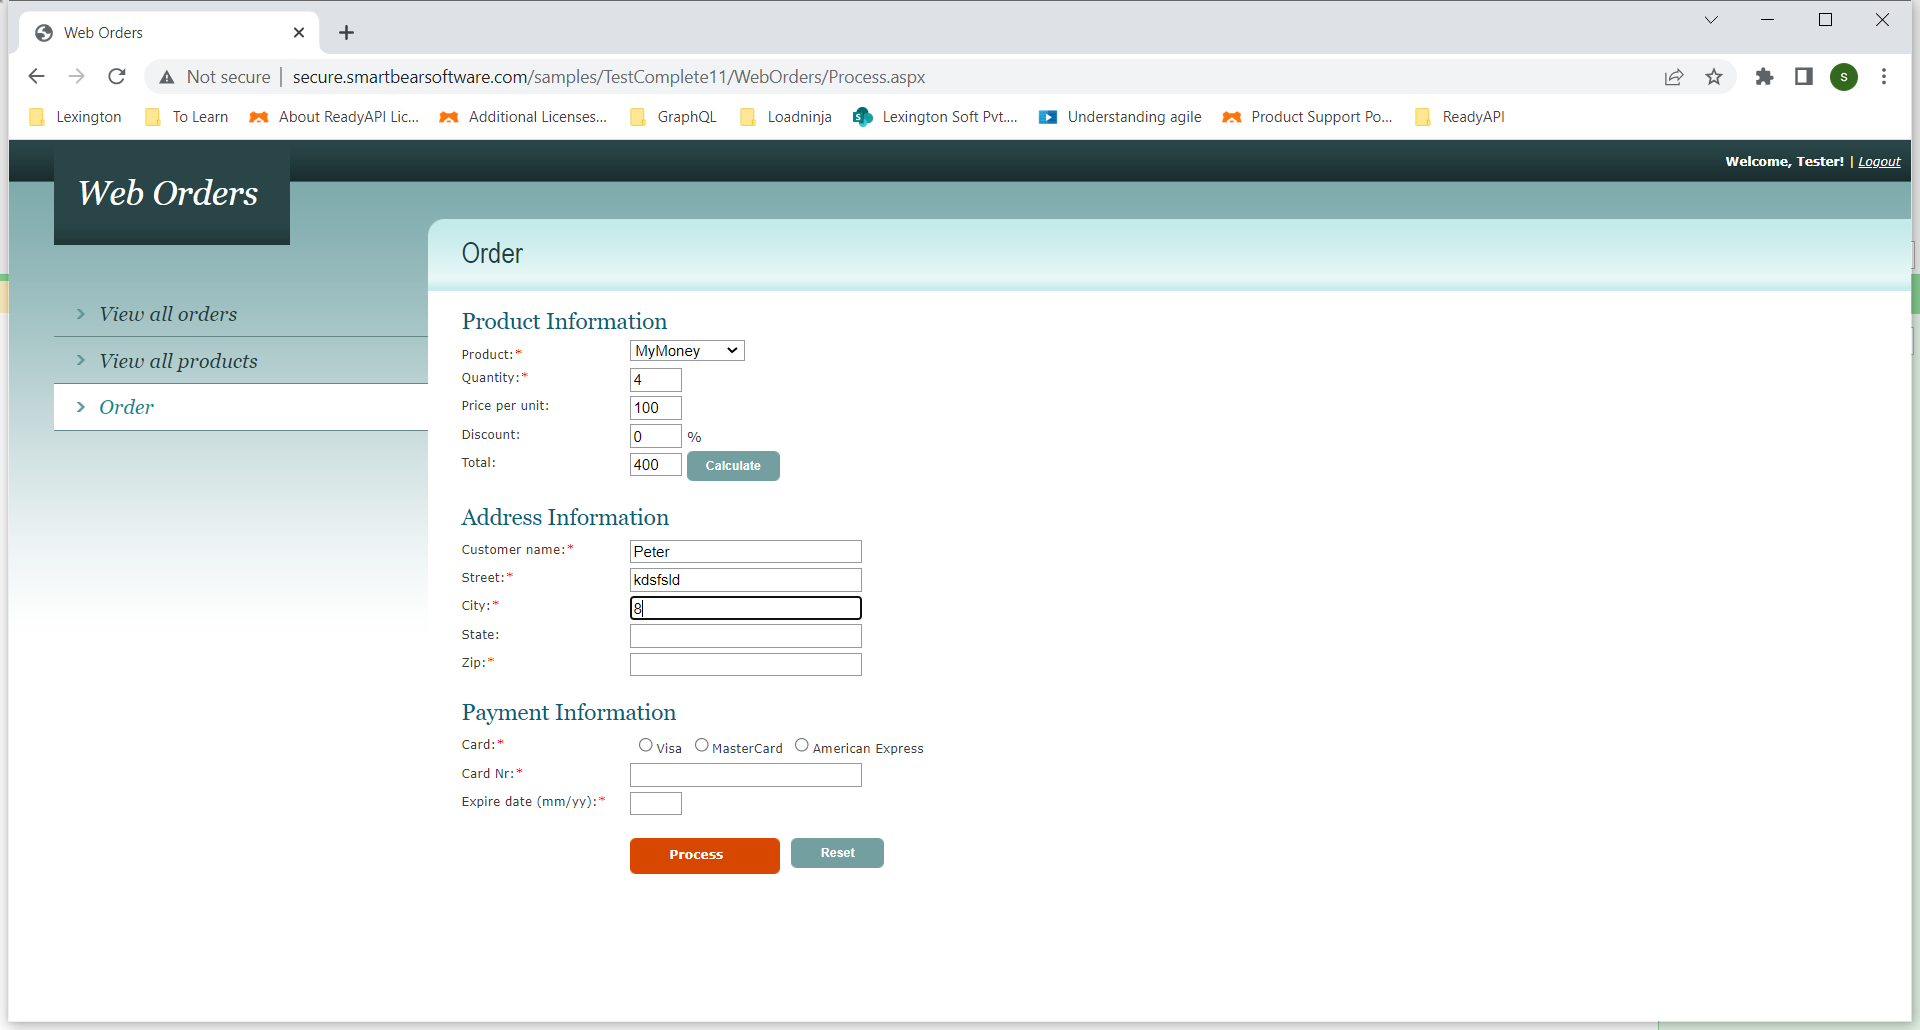 Web Orders
Not secure | secure.smartbearsoftware.com/samples/TestComplete11/WebOrders/Process.aspx
S
Lexington To Learn About ReadyAPI Lic... Additional Licenses... GraphQL Loadninja Lexington Soft Pvt.... Understanding agile Product Support Po... ReadyAPI
Welcome, Tester! | Logout
Web Orders
Order
View all orders
View all products
Order
Product Information
Product:* MyMoney
Quantity:* 4
Price per unit: 100
Discount: 0 %
Total: 400 Calculate
Address Information
Customer name:* Peter
Street:* kdsfsld
City:* 8
State:
Zip:*
Payment Information
Card:* Visa MasterCard American Express
Card Nr:*
Expire date (mm/yy):*
Process Reset